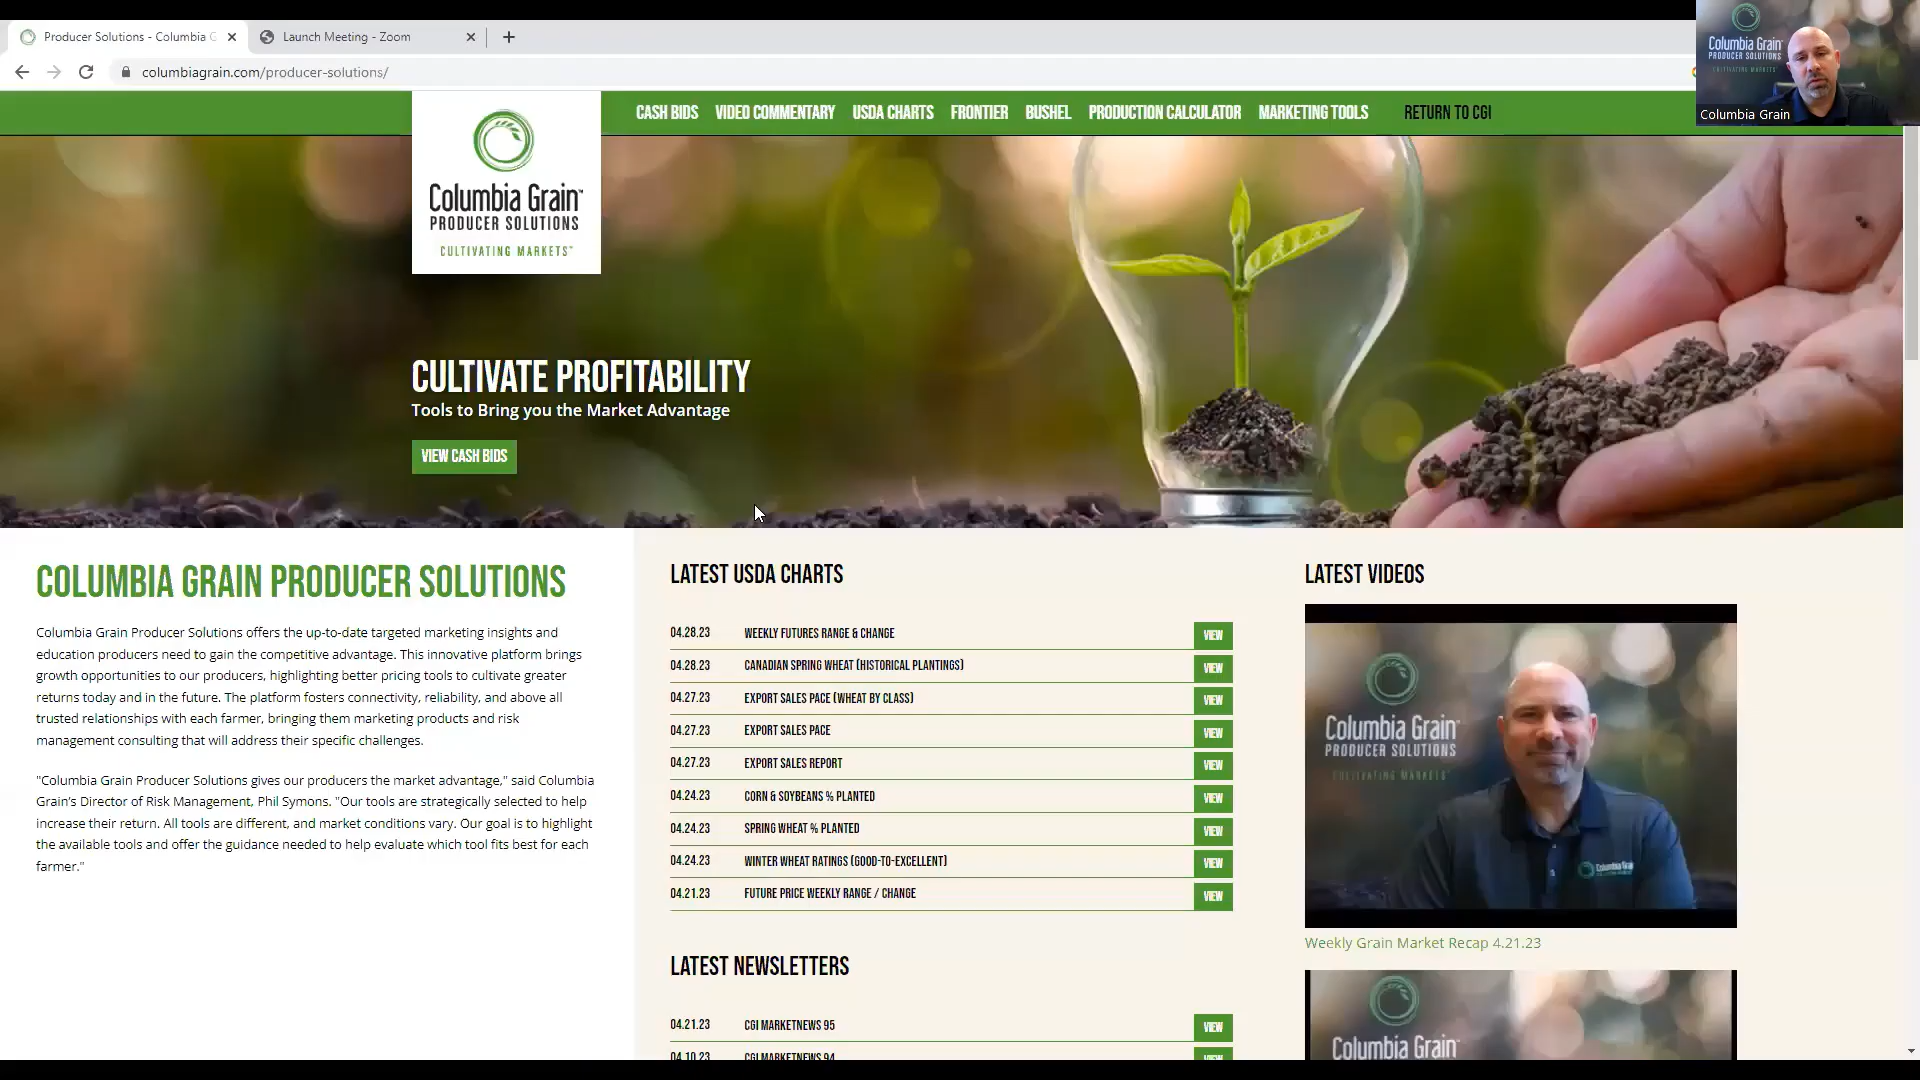 Producer Solutions - Columbia G
Launch Meeting - Zoom
columbiagrain.com/producer-solutions/
Columbia Grain
PRODUCER SOLUTIONS
CULTIVATING MARKETS
Columbia Grain
CASH BIDS VIDEO COMMENTARY USDA CHARTS FRONTIER BUSHEL PRODUCTION CALCULATOR MARKETING TOOLS RETURN TO CGI
Columbia Grain™
PRODUCER SOLUTIONS
CULTIVATING MARKETS™
CULTIVATE PROFITABILITY
Tools to Bring you the Market Advantage
VIEW CASH BIDS
COLUMBIA GRAIN PRODUCER SOLUTIONS
Columbia Grain Producer Solutions offers the up-to-date targeted marketing insights and
education producers need to gain the competitive advantage. This innovative platform brings
growth opportunities to our producers, highlighting better pricing tools to cultivate greater
returns today and in the future. The platform fosters connectivity, reliability, and above all
trusted relationships with each farmer, bringing them marketing products and risk
management consulting that will address their specific challenges.
"Columbia Grain Producer Solutions gives our producers the market advantage," said Columbia
Grain's Director of Risk Management, Phil Symons. "Our tools are strategically selected to help
increase their return. All tools are different, and market conditions vary. Our goal is to highlight
the available tools and offer the guidance needed to help evaluate which tool fits best for each
farmer."
LATEST USDA CHARTS
04.28.23 WEEKLY FUTURES RANGE & CHANGE VIEW
04.28.23 CANADIAN SPRING WHEAT (HISTORICAL PLANTINGS) VIEW
04.27.23 EXPORT SALES PACE (WHEAT BY CLASS) VIEW
04.27.23 EXPORT SALES PACE VIEW
04.27.23 EXPORT SALES REPORT VIEW
04.24.23 CORN & SOYBEANS % PLANTED VIEW
04.24.23 SPRING WHEAT % PLANTED VIEW
04.24.23 WINTER WHEAT RATINGS (GOOD-TO-EXCELLENT) VIEW
04.21.23 FUTURE PRICE WEEKLY RANGE / CHANGE VIEW
LATEST NEWSLETTERS
04.21.23 CGI MARKETNEWS 95 VIEW
04.10.23 CGI MARKETNEWS 94 VIEW
LATEST VIDEOS
Columbia Grain
PRODUCER SOLUTIONS
CULTIVATING MARKETS
Columbia Grain
Weekly Grain Market Recap 4.21.23
Columbia Grain